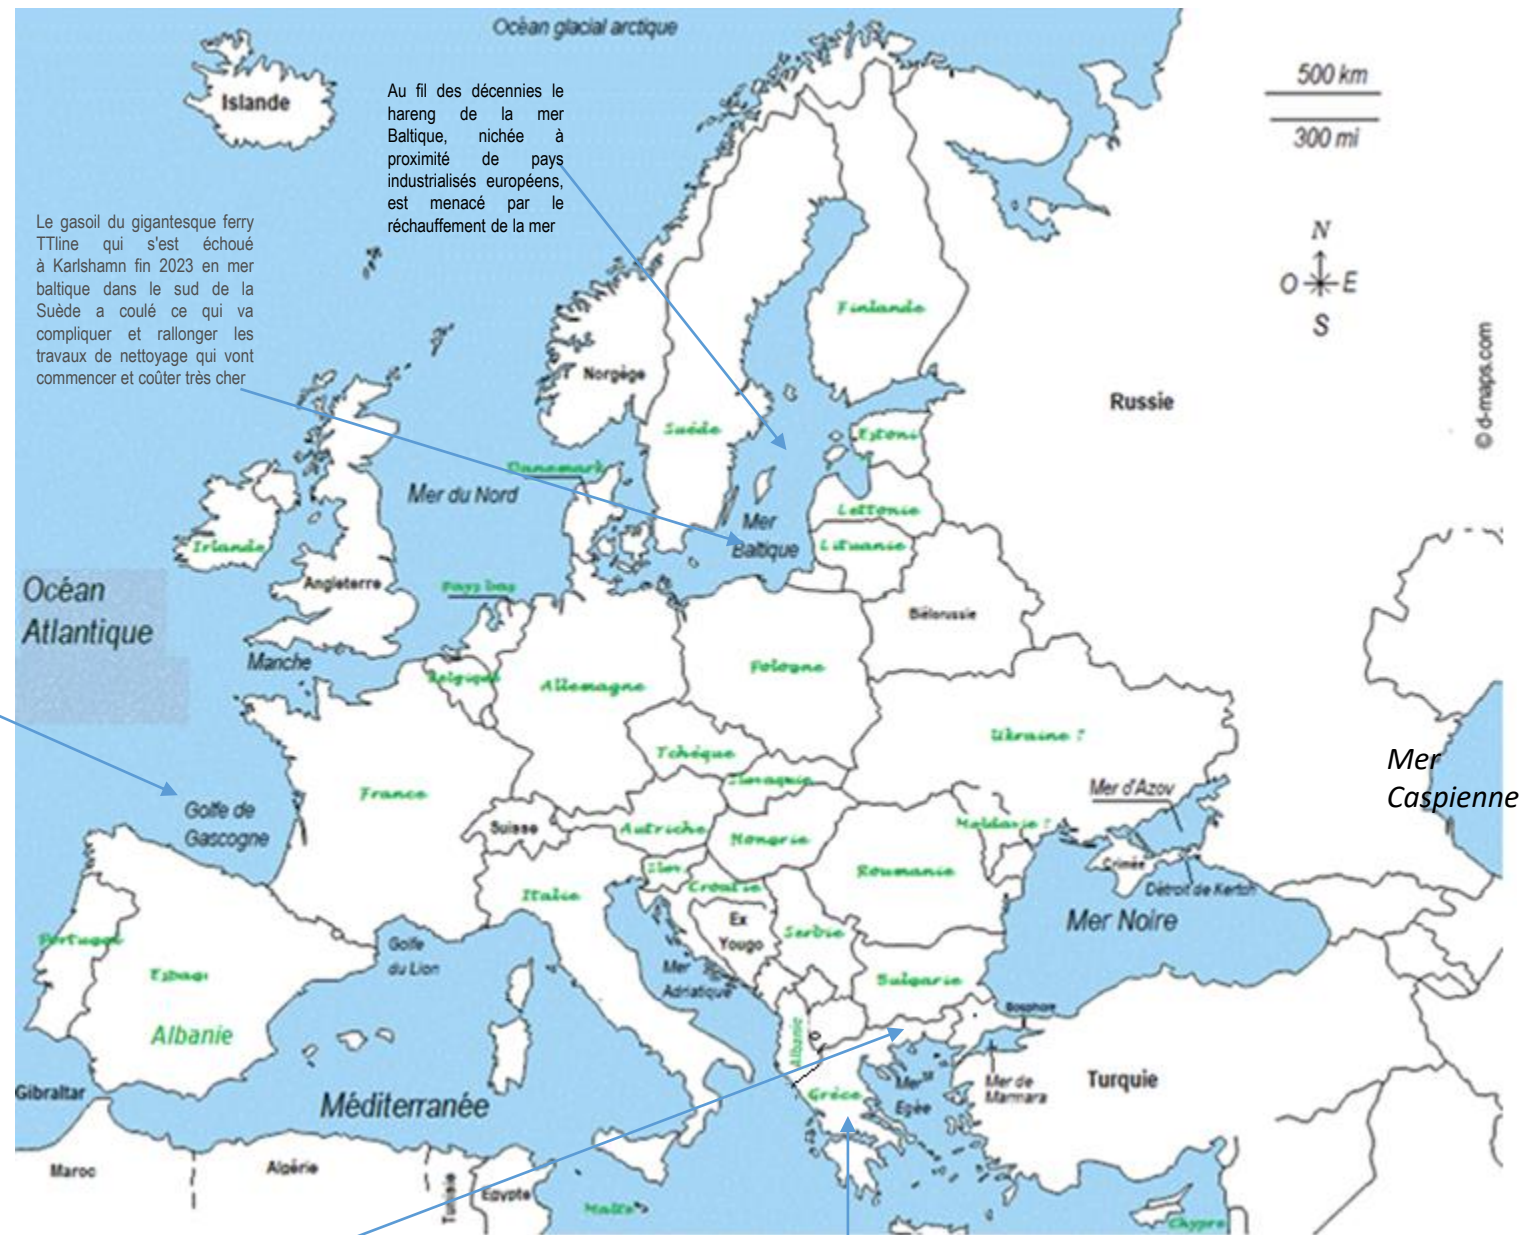 Océan glacial arctique
Islande
Au fil des décennies le
hareng de la mer
Baltique, nichée à
proximité de pays
industrialisés européens,
est menacé par le
réchauffement de la mer
500 km
300 mi
Le gasoil du gigantesque ferry
TTline qui s'est échoué
à Karlshamn fin 2023 en mer
baltique dans le sud de la
Suède a coulé ce qui va
compliquer et rallonger les
travaux de nettoyage qui vont
commencer et coûter très cher
N
O E
S
© d-maps.com
Finlande
Norvège
Russie
Suéde
Estoni
Danemark
Mer du Nord
Lettonie
Mer
Baltique
Lituanie
Irlande
Angleterre
Pays bas
Océan
Atlantique
Biélorussie
Manche
Belgique
Allemagne
Pologne
Ukraine ?
Tchéque
Slovaquie
Mer
Caspienne
Mer d'Azov
France
Golfe de
Gascogne
Suisse
Autriche
Hongrie
Moldavie ?
Roumanie
Crimée
Détroit de Kertch
Slov.
Croatie
Italie
Ex
Yougo
Serbie
Mer Noire
Portugal
Golfe
du Lion
Mer
Adriatique
Bulgarie
Espag
Albanie
Albanie
Bosphore
Gibraltar
Méditerranée
Gréce
Mer
Egée
Mer de
Marmara
Turquie
Maroc
Algérie
Tunisie
Egypte
Malte
Chypre